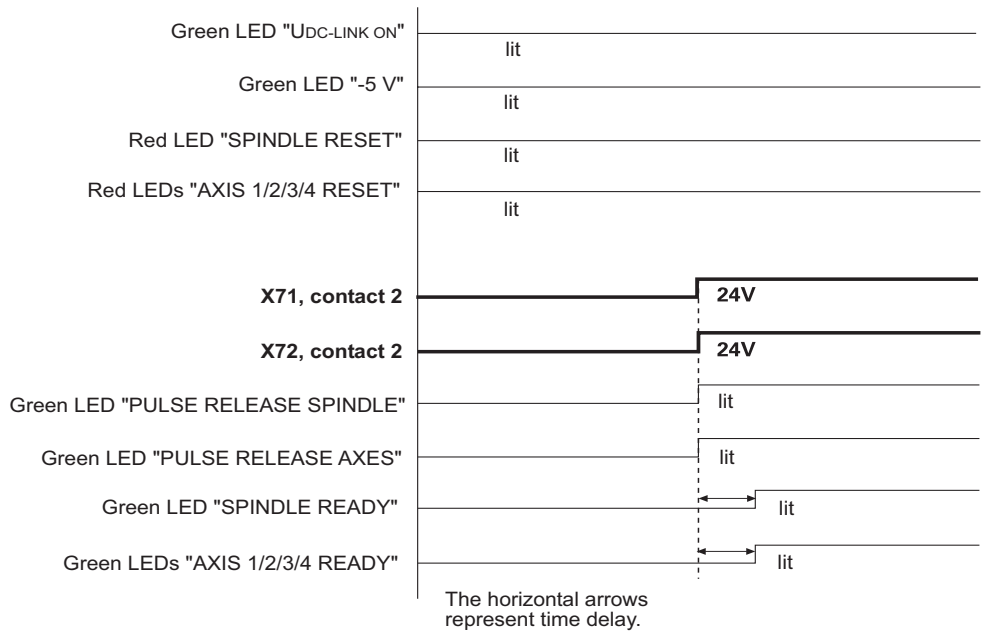 Green LED "UDC-LINK ON"
lit
Green LED "-5 V"
lit
Red LED "SPINDLE RESET"
lit
Red LEDs "AXIS 1/2/3/4 RESET"
lit
X71, contact 2
24V
X72, contact 2
24V
Green LED "PULSE RELEASE SPINDLE"
lit
Green LED "PULSE RELEASE AXES"
lit
Green LED "SPINDLE READY"
lit
Green LEDs "AXIS 1/2/3/4 READY"
lit
The horizontal arrows
represent time delay.